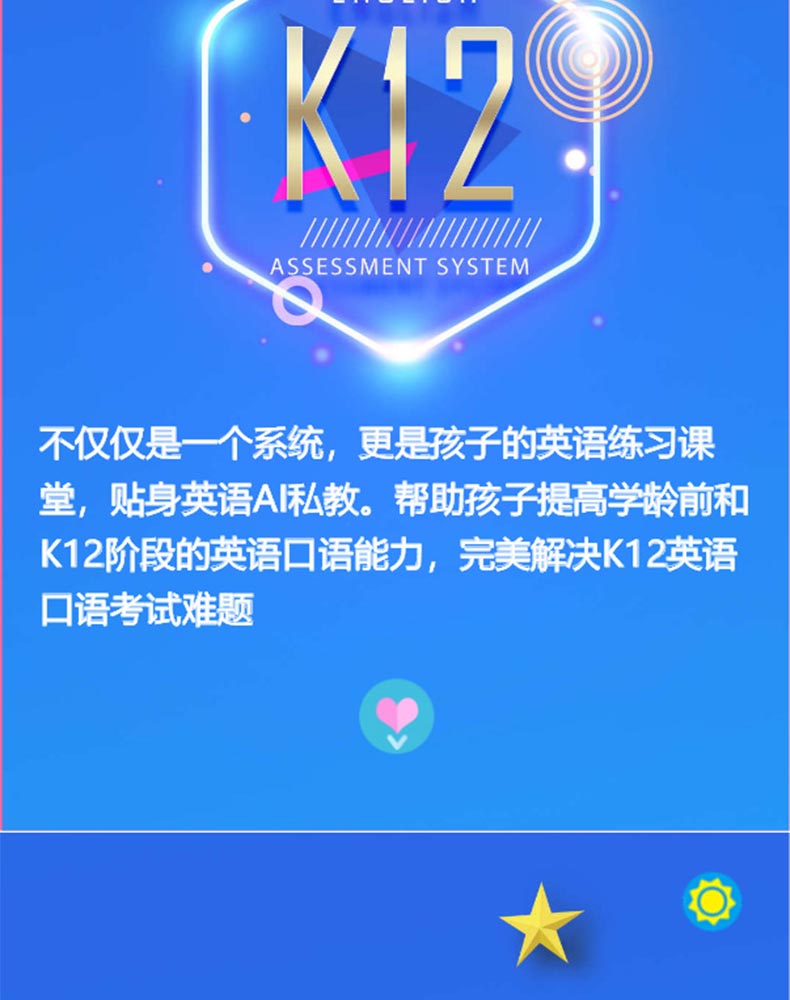 ENGLISH
K12
ASSESSMENT SYSTEM
不仅仅是一个系统，更是孩子的英语练习课
堂，贴身英语AI私教。帮助孩子提高学龄前和
K12阶段的英语口语能力，完美解决K12英语
口语考试难题